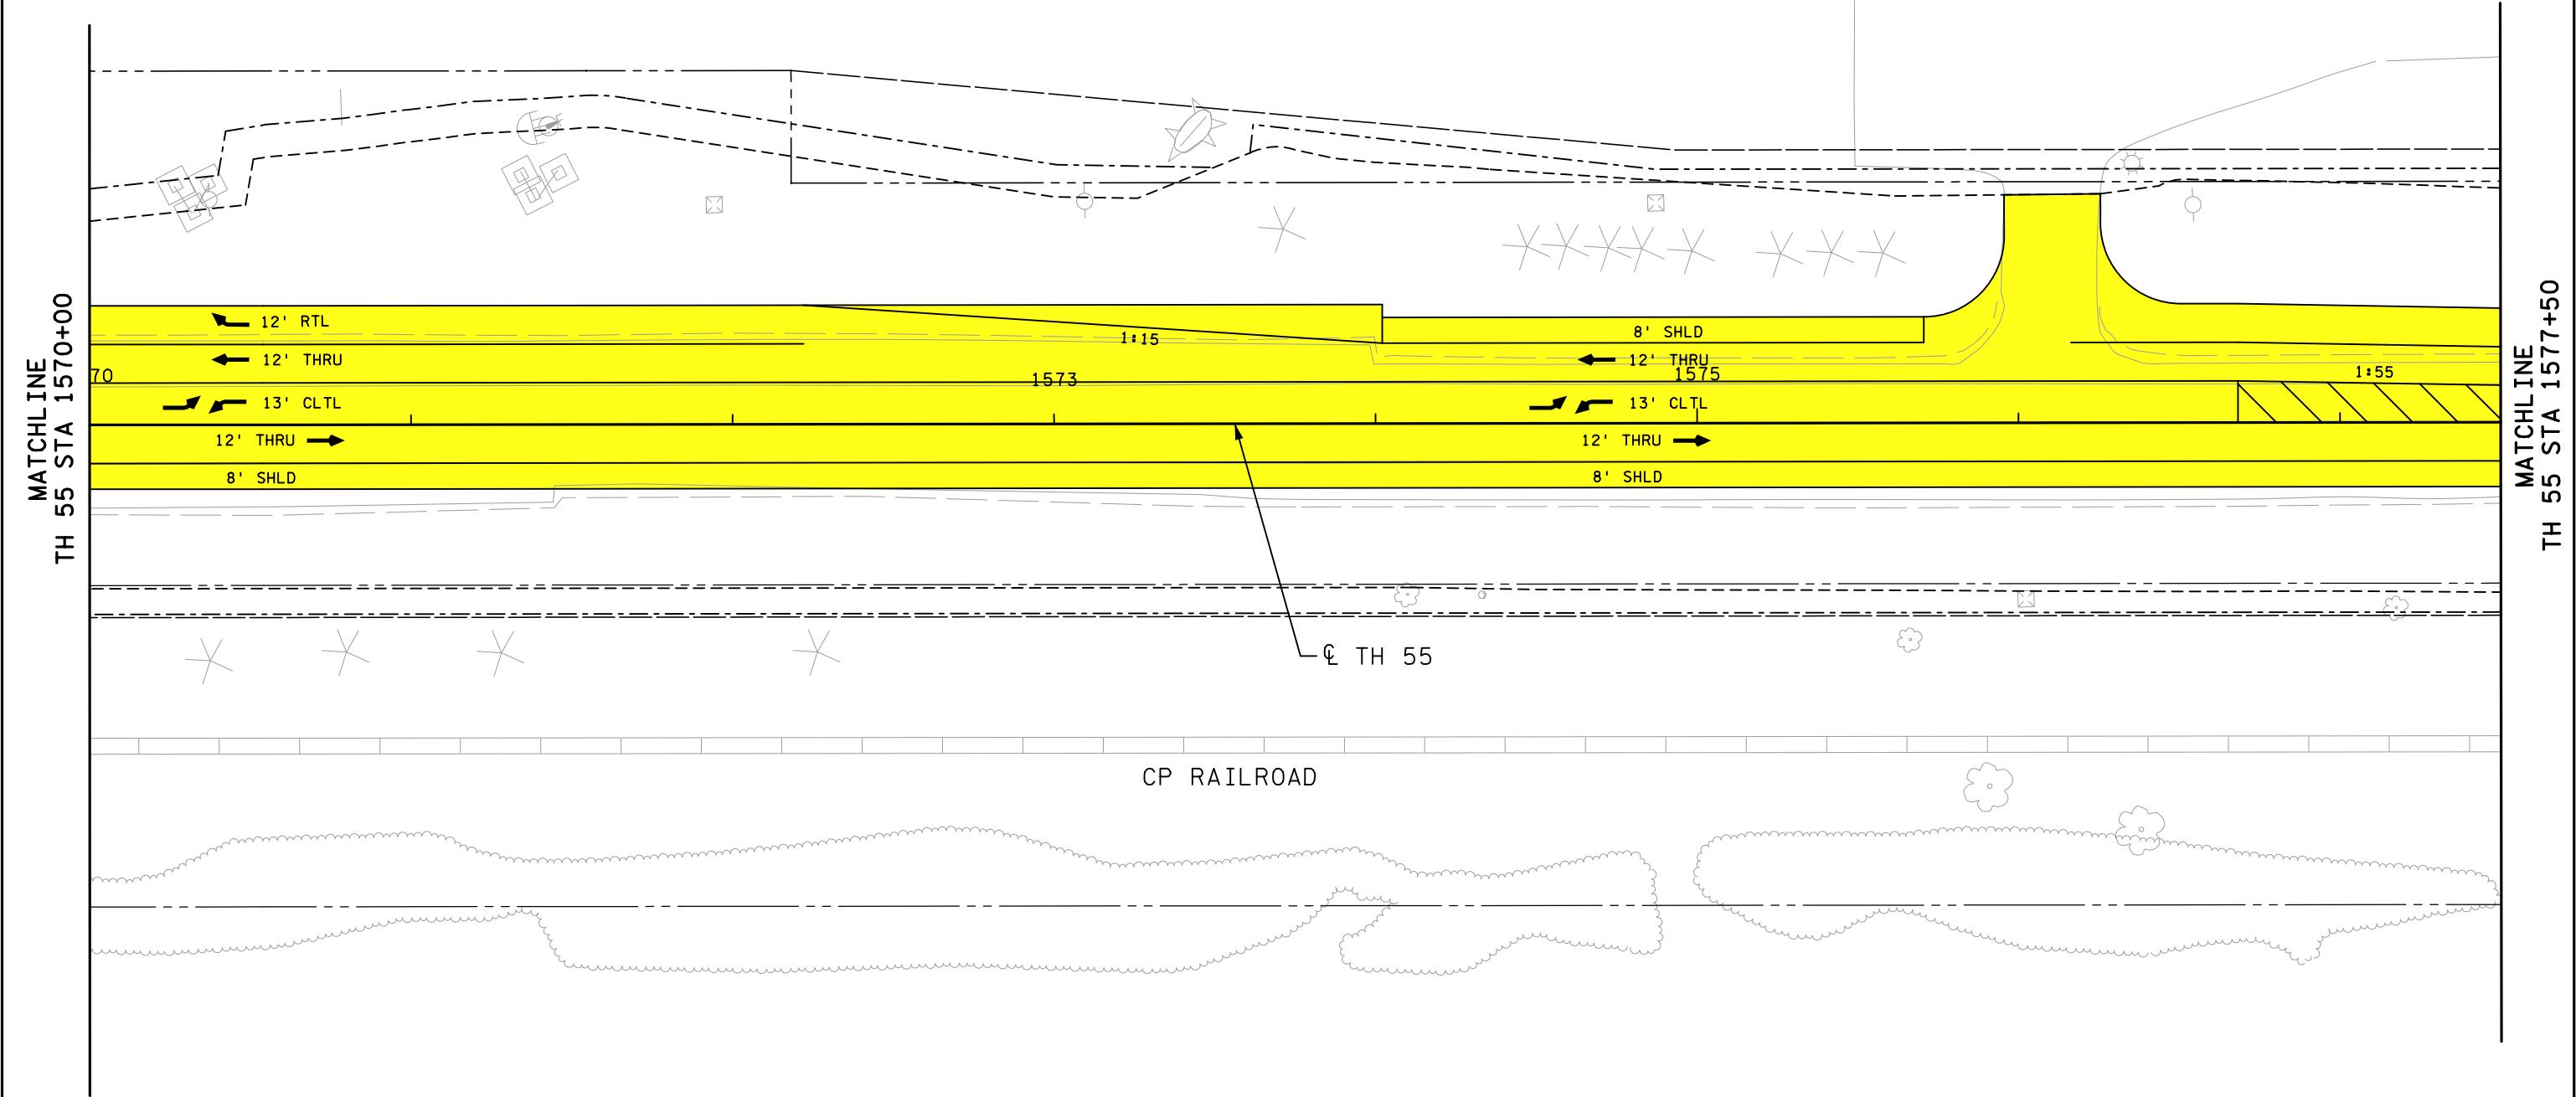 MATCHLINE
TH 55 STA 1570+00
12' RTL
1:15
8' SHLD
12' THRU
12' THRU
70
1573
1575
1:55
13' CLTL
13' CLTL
12' THRU
12' THRU
8' SHLD
8' SHLD
℄ TH 55
CP RAILROAD
MATCHLINE
TH 55 STA 1577+50